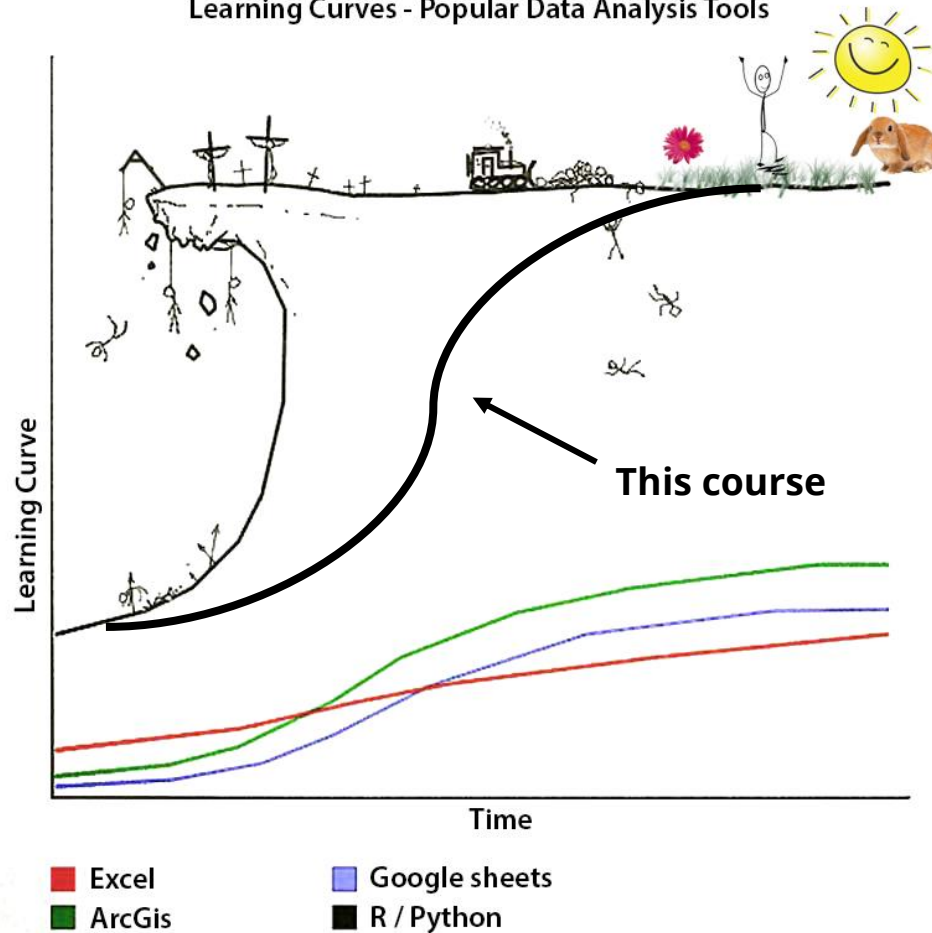 Learning Curves - Popular Data Analysis Tools
This course
Learning Curve
Time
Excel
Google sheets
ArcGis
R / Python